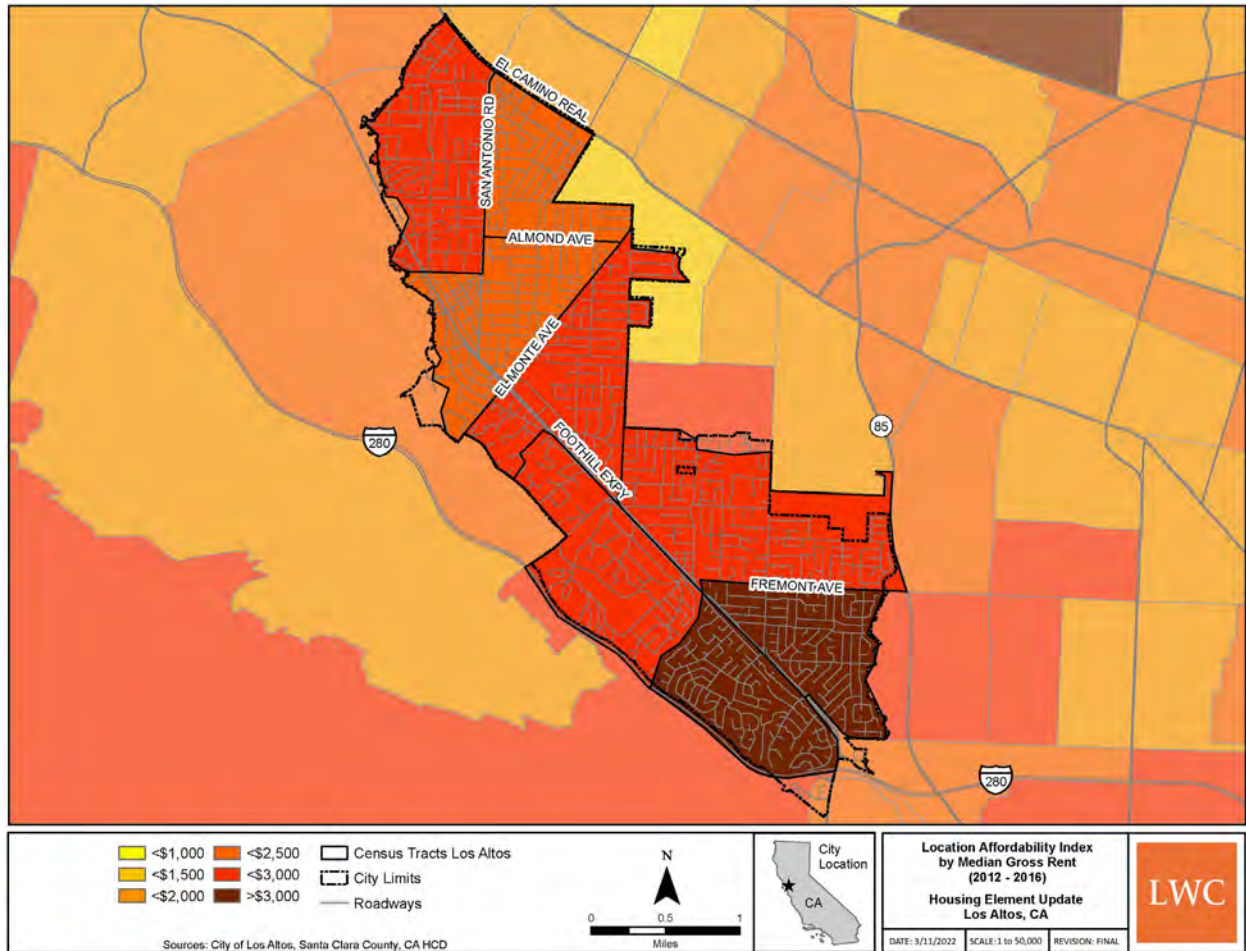 EL CAMINO REAL
SAN ANTONIO RD
ALMOND AVE
EL MONTE AVE
FOOTHILL EXPY
FREMONT AVE
280
85
280
<$1,000
<$1,500
<$2,000
<$2,500
<$3,000
>$3,000
Census Tracts Los Altos
City Limits
Roadways
Sources: City of Los Altos, Santa Clara County, CA HCD
N
0 0.5 1
Miles
City
Location
CA
Location Affordability Index
by Median Gross Rent
(2012 - 2016)
Housing Element Update
Los Altos, CA
DATE: 3/11/2022
SCALE:1 to 50,000
REVISION: FINAL
LWC